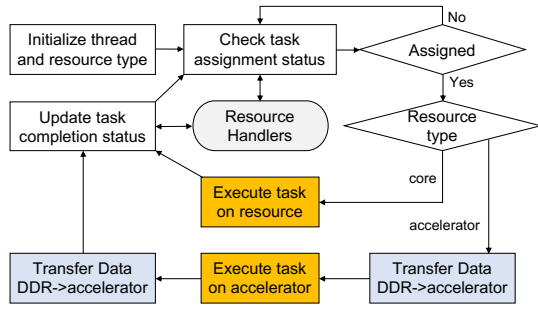 No
Initialize thread
and resource type
Check task
assignment status
Assigned
Yes
Update task
completion status
Resource
Handlers
Resource
type
core
Execute task
on resource
accelerator
Transfer Data
DDR->accelerator
Execute task
on accelerator
Transfer Data
DDR->accelerator